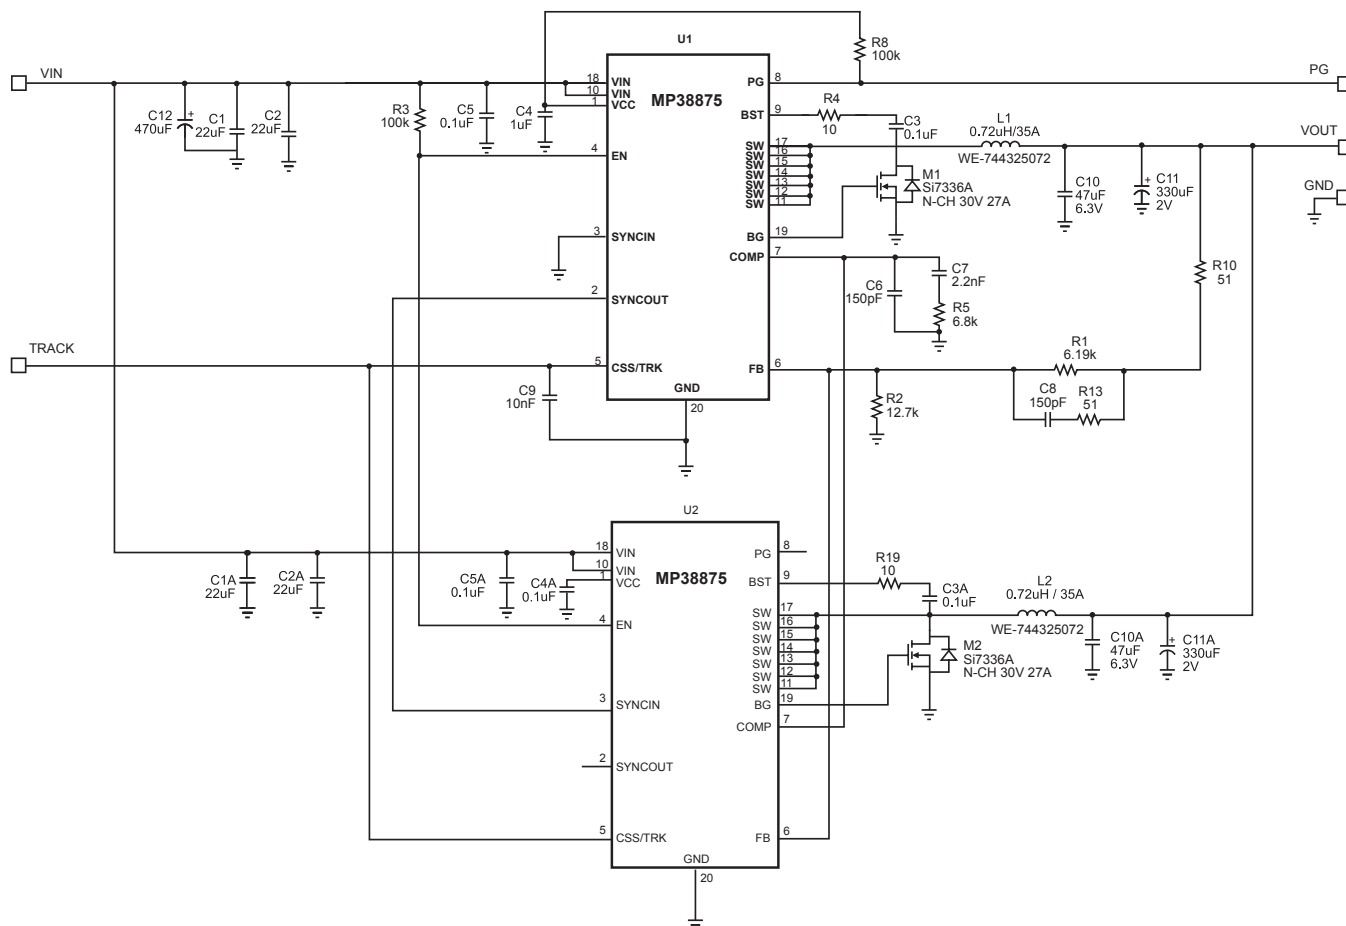 U1
MP38875
VIN
PG
VOUT
GND
TRACK
C12
470uF
+
C1
22uF
C2
22uF
R3
100k
C5
0.1uF
C4
1uF
R8
100k
18
VIN
10
VIN
1
VCC
4
EN
3
SYNCIN
2
SYNCOUT
5
CSS/TRK
GND
20
C9
10nF
PG
8
BST
9
SW
17
SW
16
SW
15
SW
14
SW
13
SW
12
SW
11
BG
19
COMP
7
FB
6
R4
10
C3
0.1uF
L1
0.72uH/35A
WE-744325072
M1
Si7336A
N-CH 30V 27A
C10
47uF
6.3V
+
C11
330uF
2V
C6
150pF
C7
2.2nF
R5
6.8k
R10
51
R1
6.19k
C8
150pF
R13
51
R2
12.7k
U2
MP38875
C1A
22uF
C2A
22uF
C5A
0.1uF
C4A
0.1uF
18
VIN
10
VIN
1
VCC
4
EN
3
SYNCIN
2
SYNCOUT
5
CSS/TRK
GND
20
PG
8
BST
9
SW
17
SW
16
SW
15
SW
14
SW
13
SW
12
SW
11
BG
19
COMP
7
FB
6
R19
10
C3A
0.1uF
L2
0.72uH / 35A
WE-744325072
M2
Si7336A
N-CH 30V 27A
C10A
47uF
6.3V
+
C11A
330uF
2V